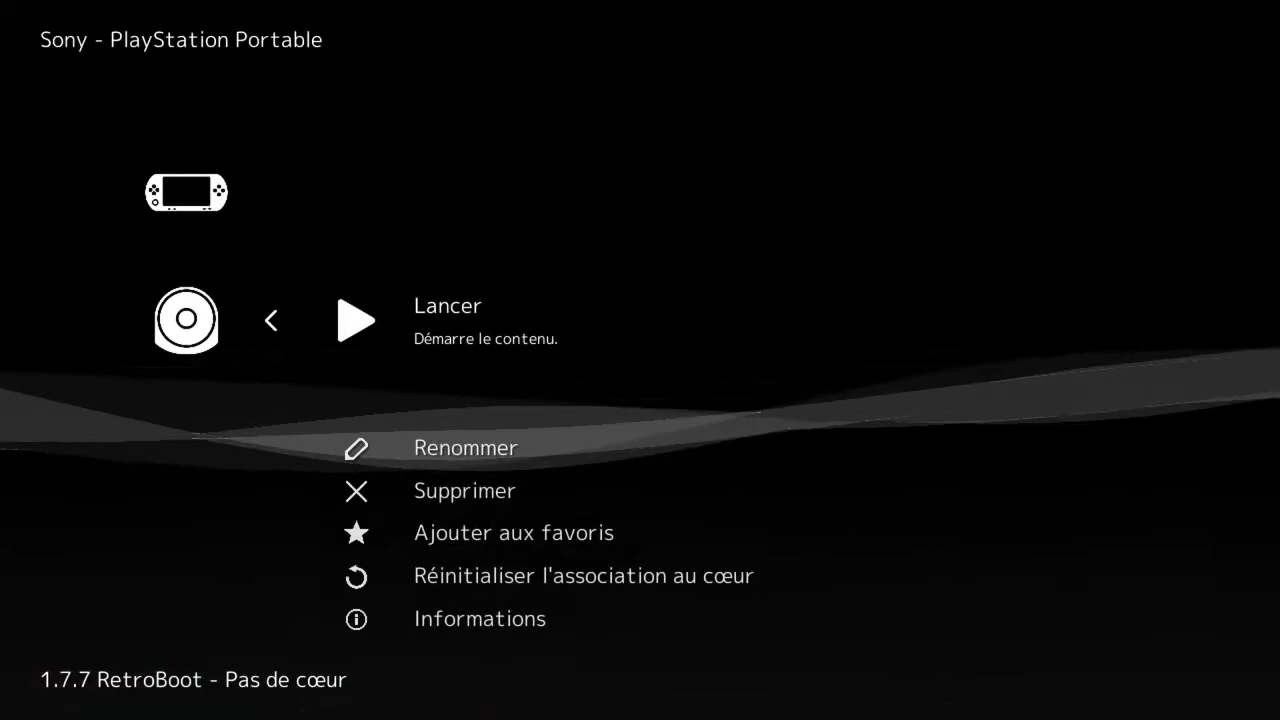 Sony - PlayStation Portable
Lancer
Démarre le contenu.
Renommer
Supprimer
Ajouter aux favoris
Réinitialiser l'association au cœur
Informations
1.7.7 RetroBoot - Pas de cœur